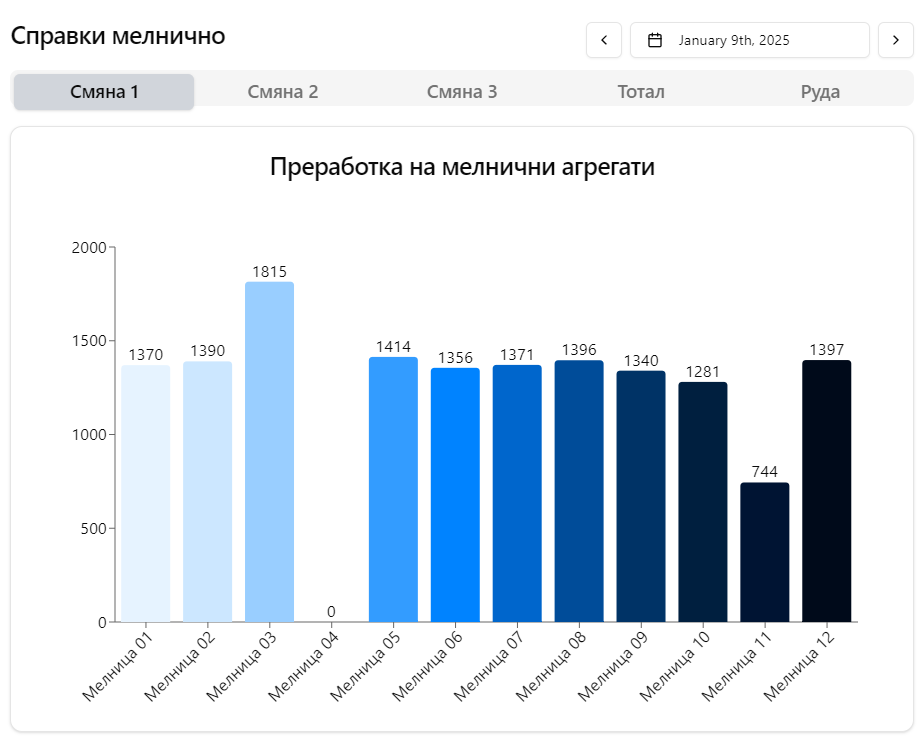 Справки мелнично
January 9th, 2025
Смяна 1 Смяна 2 Смяна 3 Тотал Руда
Преработка на мелнични агрегати
2000
1500
1000
500
0
1370 1390 1815 0 1414 1356 1371 1396 1340 1281 744 1397
Мелница 01 Мелница 02 Мелница 03 Мелница 04 Мелница 05 Мелница 06 Мелница 07 Мелница 08 Мелница 09 Мелница 10 Мелница 11 Мелница 12